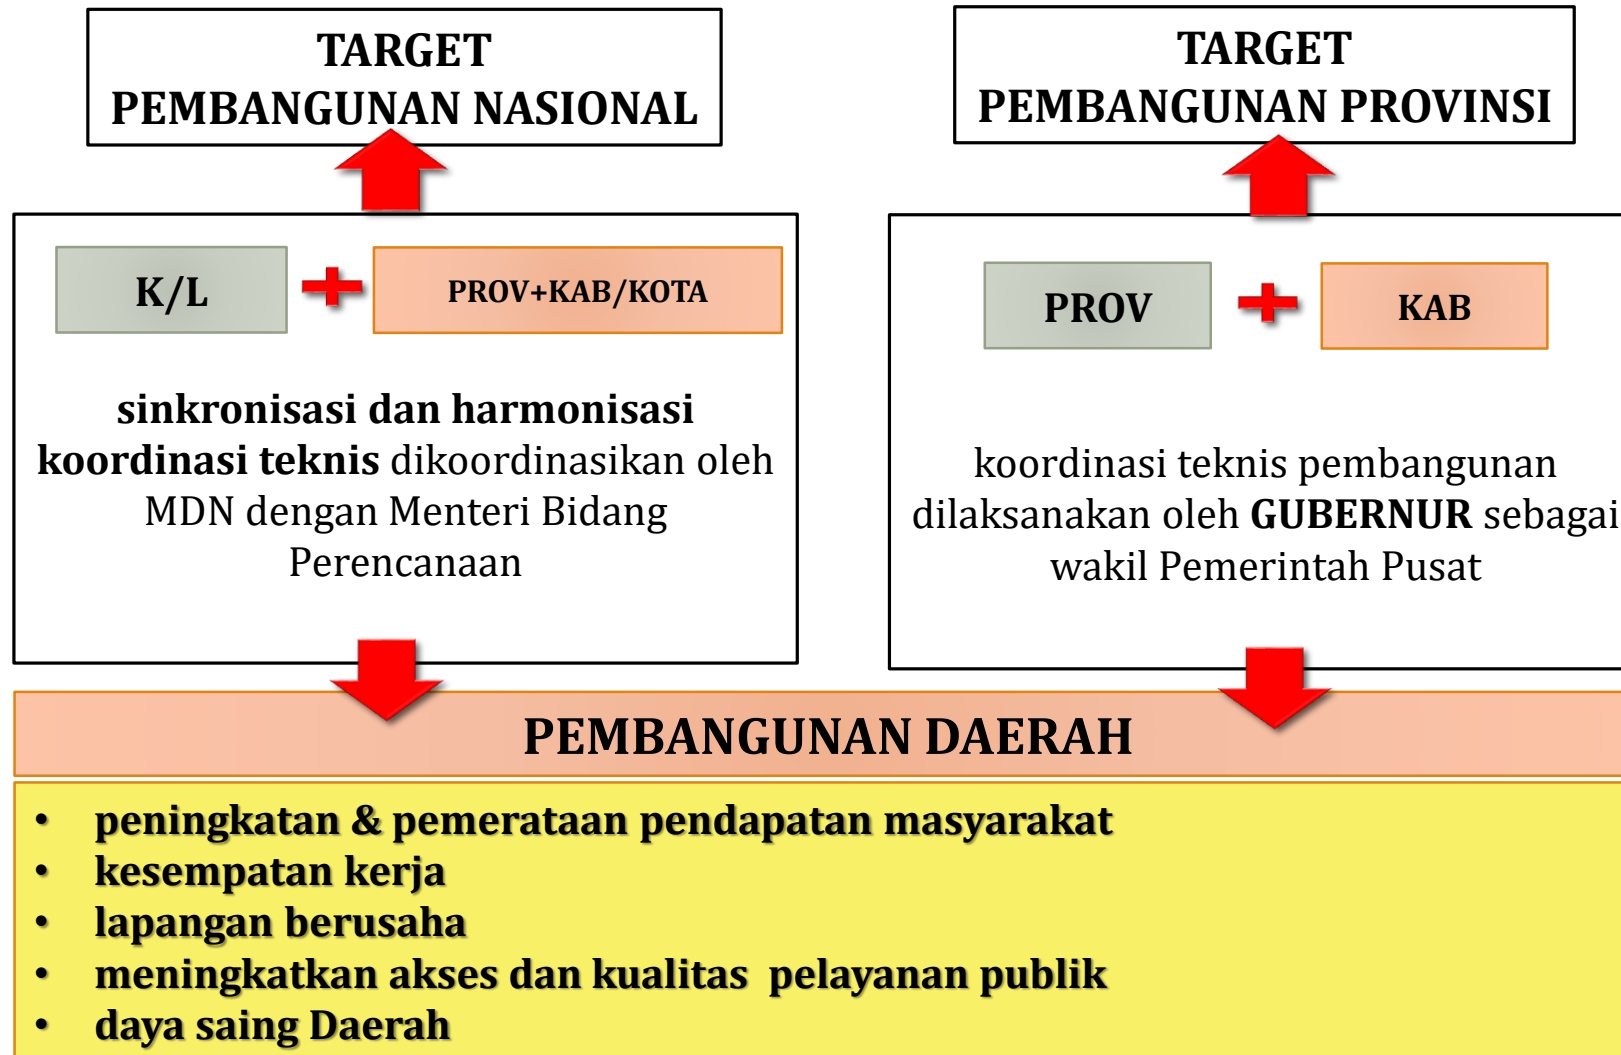 TARGET
PEMBANGUNAN NASIONAL
K/L
PROV+KAB/KOTA
sinkronisasi dan harmonisasi
koordinasi teknis dikoordinasikan oleh
MDN dengan Menteri Bidang
Perencanaan
TARGET
PEMBANGUNAN PROVINSI
PROV
KAB
koordinasi teknis pembangunan
dilaksanakan oleh GUBERNUR sebagai
wakil Pemerintah Pusat
PEMBANGUNAN DAERAH
• peningkatan & pemerataan pendapatan masyarakat
• kesempatan kerja
• lapangan berusaha
• meningkatkan akses dan kualitas pelayanan publik
• daya saing Daerah